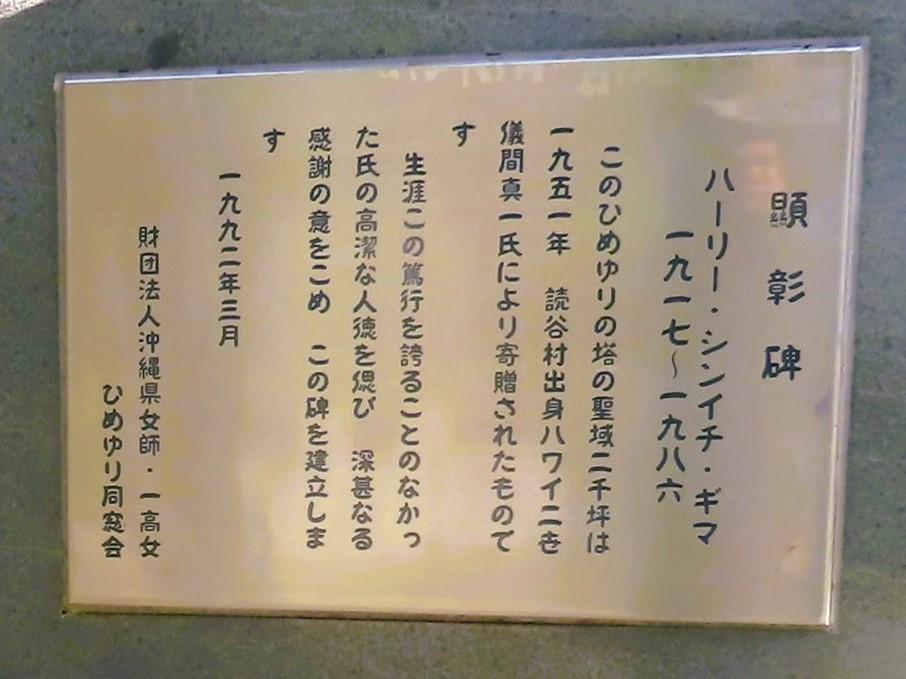 顕彰碑
ハーリー・シンイチ・ギマ
一九一七〜一九八六
このひめゆりの塔の聖域二千坪は
一九五一年 読谷村出身ハワイ二世
儀間真一氏により寄贈されたもので
す
生涯この篤行を誇ることのなかっ
た氏の高潔な人徳を偲び 深甚なる
感謝の意をこめ この碑を建立しま
す
一九九二年三月
財団法人沖縄県女師・一高女
ひめゆり同窓会